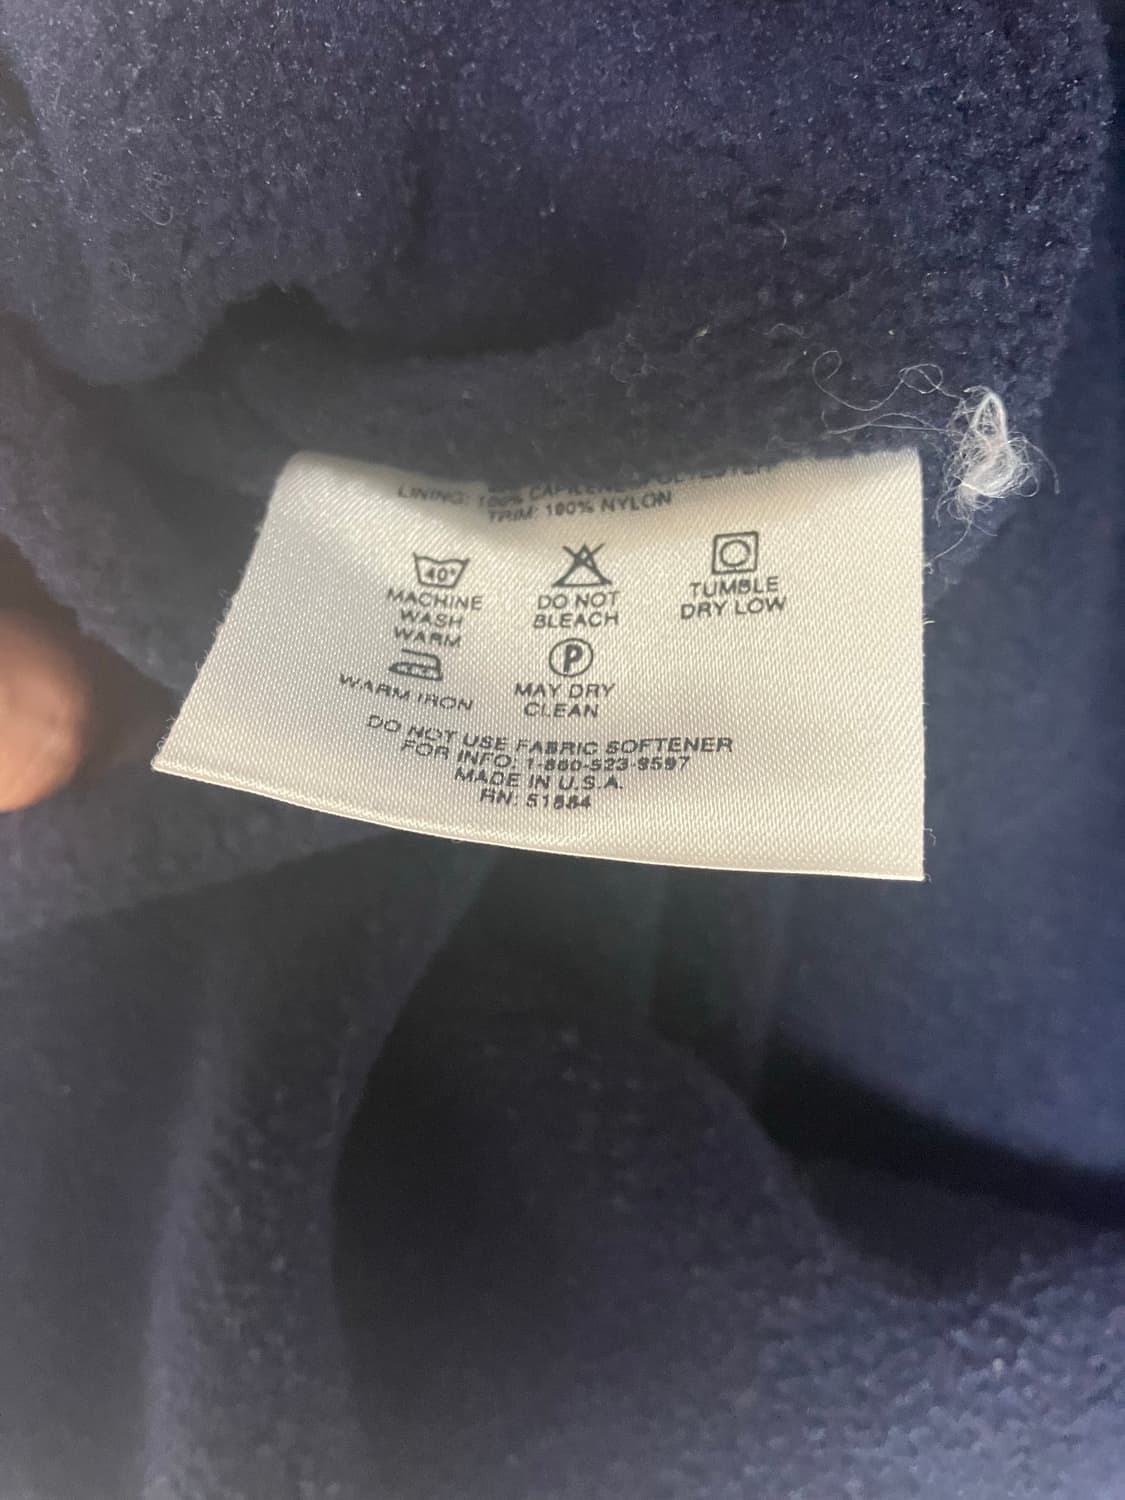 LINING: 100% CAPILENE POLYESTER
TRIM: 100% NYLON
40°
MACHINE
WASH
WARM
DO NOT
BLEACH
TUMBLE
DRY LOW
WARM IRON
P
MAY DRY
CLEAN
DO NOT USE FABRIC SOFTENER
FOR INFO: 1-800-523-9597
MADE IN U.S.A.
RN: 51884